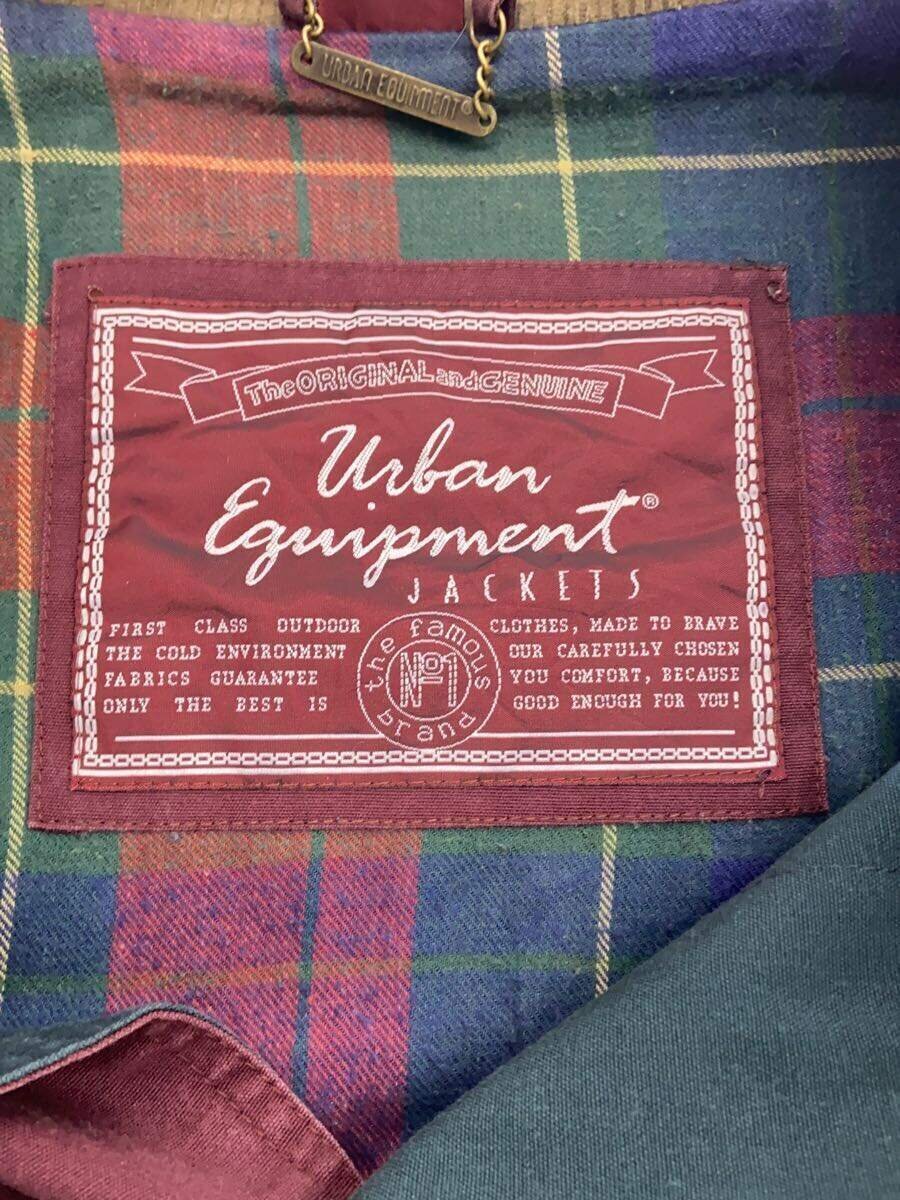 URBAN EQUIPMENT®
The ORIGINAL and GENUINE
Urban
Equipment®
JACKETS
FIRST CLASS OUTDOOR CLOTHES, MADE TO BRAVE
THE COLD ENVIRONMENT OUR CAREFULLY CHOSEN
FABRICS GUARANTEE YOU COMFORT, BECAUSE
ONLY THE BEST IS GOOD ENOUGH FOR YOU!
the famous
Nº1
brand